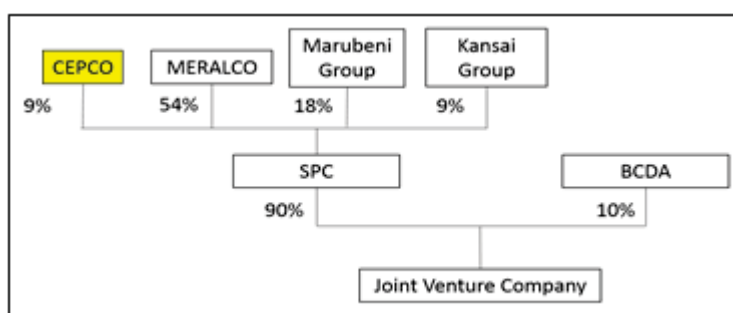 CEPCO
MERALCO
Marubeni
Group
Kansai
Group
9%
54%
18%
9%
SPC
BCDA
90%
10%
Joint Venture Company